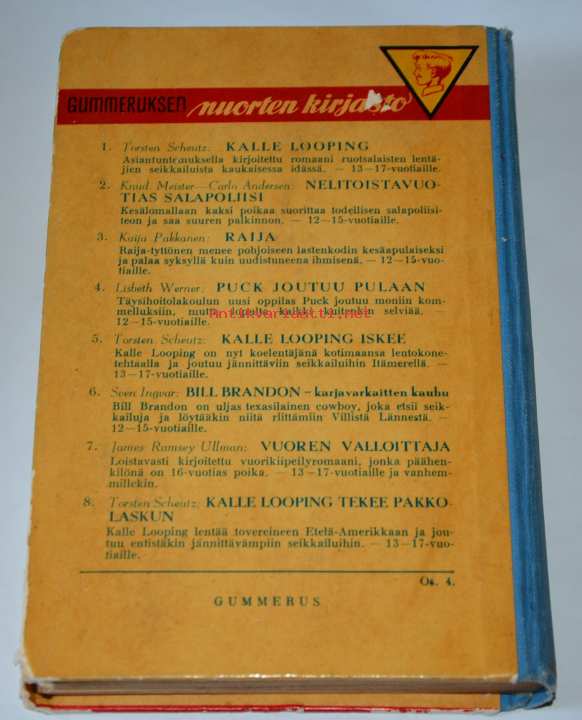 GUMMERUKSEN nuorten kirjasto
1. Torsten Scheutz: KALLE LOOPING
Asiantuntemuksella kirjoitettu romaani ruotsalaisten lentä-
jien seikkailuista kaukaisessa idässä. — 13—17-vuotiaille.
2. Knud Meister—Carlo Andersen: NELITOISTAVUO-
TIAS SALAPOLIISI
Kesälomallaan kaksi poikaa suorittaa todellisen salapoliisi-
teon ja saa suuren palkinnon. — 12—15-vuotiaille.
3. Kaija Pakkanen: RAIJA
Raija-tyttönen menee pohjoiseen lastenkodin kesäapulaiseksi
ja palaa syksyllä kuin uudistuneena ihmisenä. — 12—15-vuo-
tiaille.
4. Lisbeth Werner: PUCK JOUTUU PULAAN
Täysihoitolakoulun uusi oppilas Puck joutuu moniin kom-
melluksiin, mutta lopulta kaikki kuitenkin selviää. —
12—15-vuotiaille.
antikvariaatti.net
5. Torsten Scheutz: KALLE LOOPING ISKEE
Kalle Looping on nyt koelentäjänä kotimaansa lentokone-
tehtaalla ja joutuu jännittäviin seikkailuihin Itämerellä. —
13—17-vuotiaille.
6. Sven Ingvar: BILL BRANDON — karjavarkaitten kauhu
Bill Brandon on uljas texasilainen cowboy, joka etsii seik-
kailuja ja löytääkin niitä riittämiin Villistä Lännestä. —
12—15-vuotiaille.
7. James Ramsey Ullman: VUOREN VALLOITTAJA
Loistavasti kirjoitettu vuorikiipeilyromaani, jonka päähen-
kilönä on 16-vuotias poika. — 13—17-vuotiaille ja vanhem-
millekin.
8. Torsten Scheutz: KALLE LOOPING TEKEE PAKKO-
LASKUN
Kalle Looping lentää tovereineen Etelä-Amerikkaan ja jou-
tuu entistäkin jännittävämpiin seikkailuihin. — 13—17-vuo-
tiaille.
Os. 4.
GUMMERUS